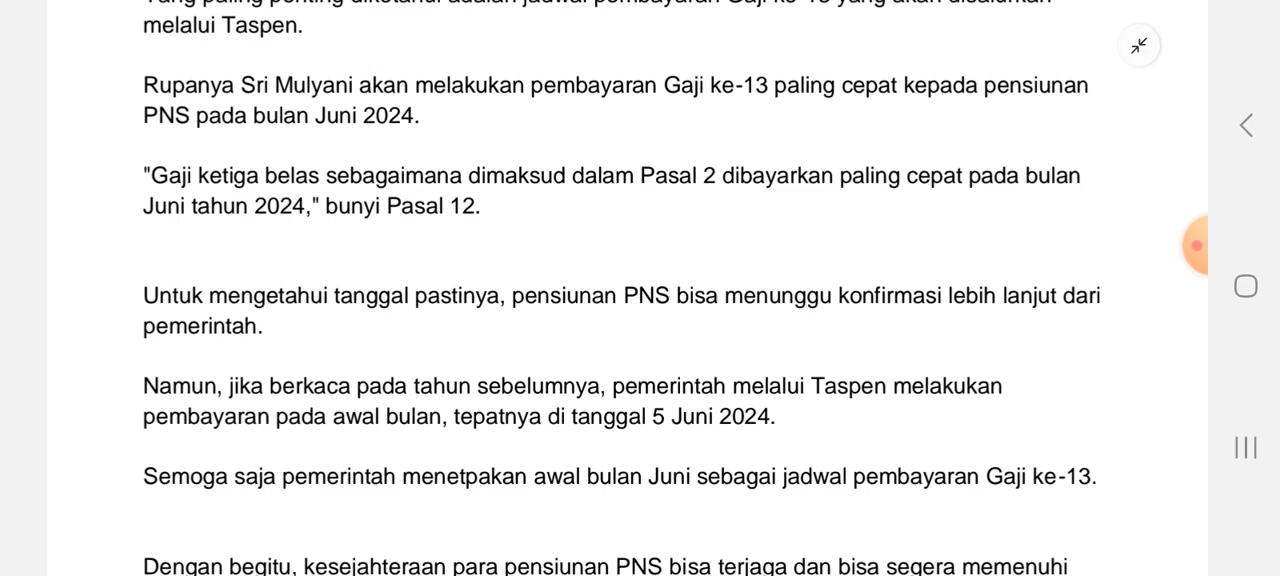 melalui Taspen.
Rupanya Sri Mulyani akan melakukan pembayaran Gaji ke-13 paling cepat kepada pensiunan
PNS pada bulan Juni 2024.
"Gaji ketiga belas sebagaimana dimaksud dalam Pasal 2 dibayarkan paling cepat pada bulan
Juni tahun 2024," bunyi Pasal 12.
Untuk mengetahui tanggal pastinya, pensiunan PNS bisa menunggu konfirmasi lebih lanjut dari
pemerintah.
Namun, jika berkaca pada tahun sebelumnya, pemerintah melalui Taspen melakukan
pembayaran pada awal bulan, tepatnya di tanggal 5 Juni 2024.
Semoga saja pemerintah menetpakan awal bulan Juni sebagai jadwal pembayaran Gaji ke-13.
Dengan begitu, kesejahteraan para pensiunan PNS bisa terjaga dan bisa segera memenuhi